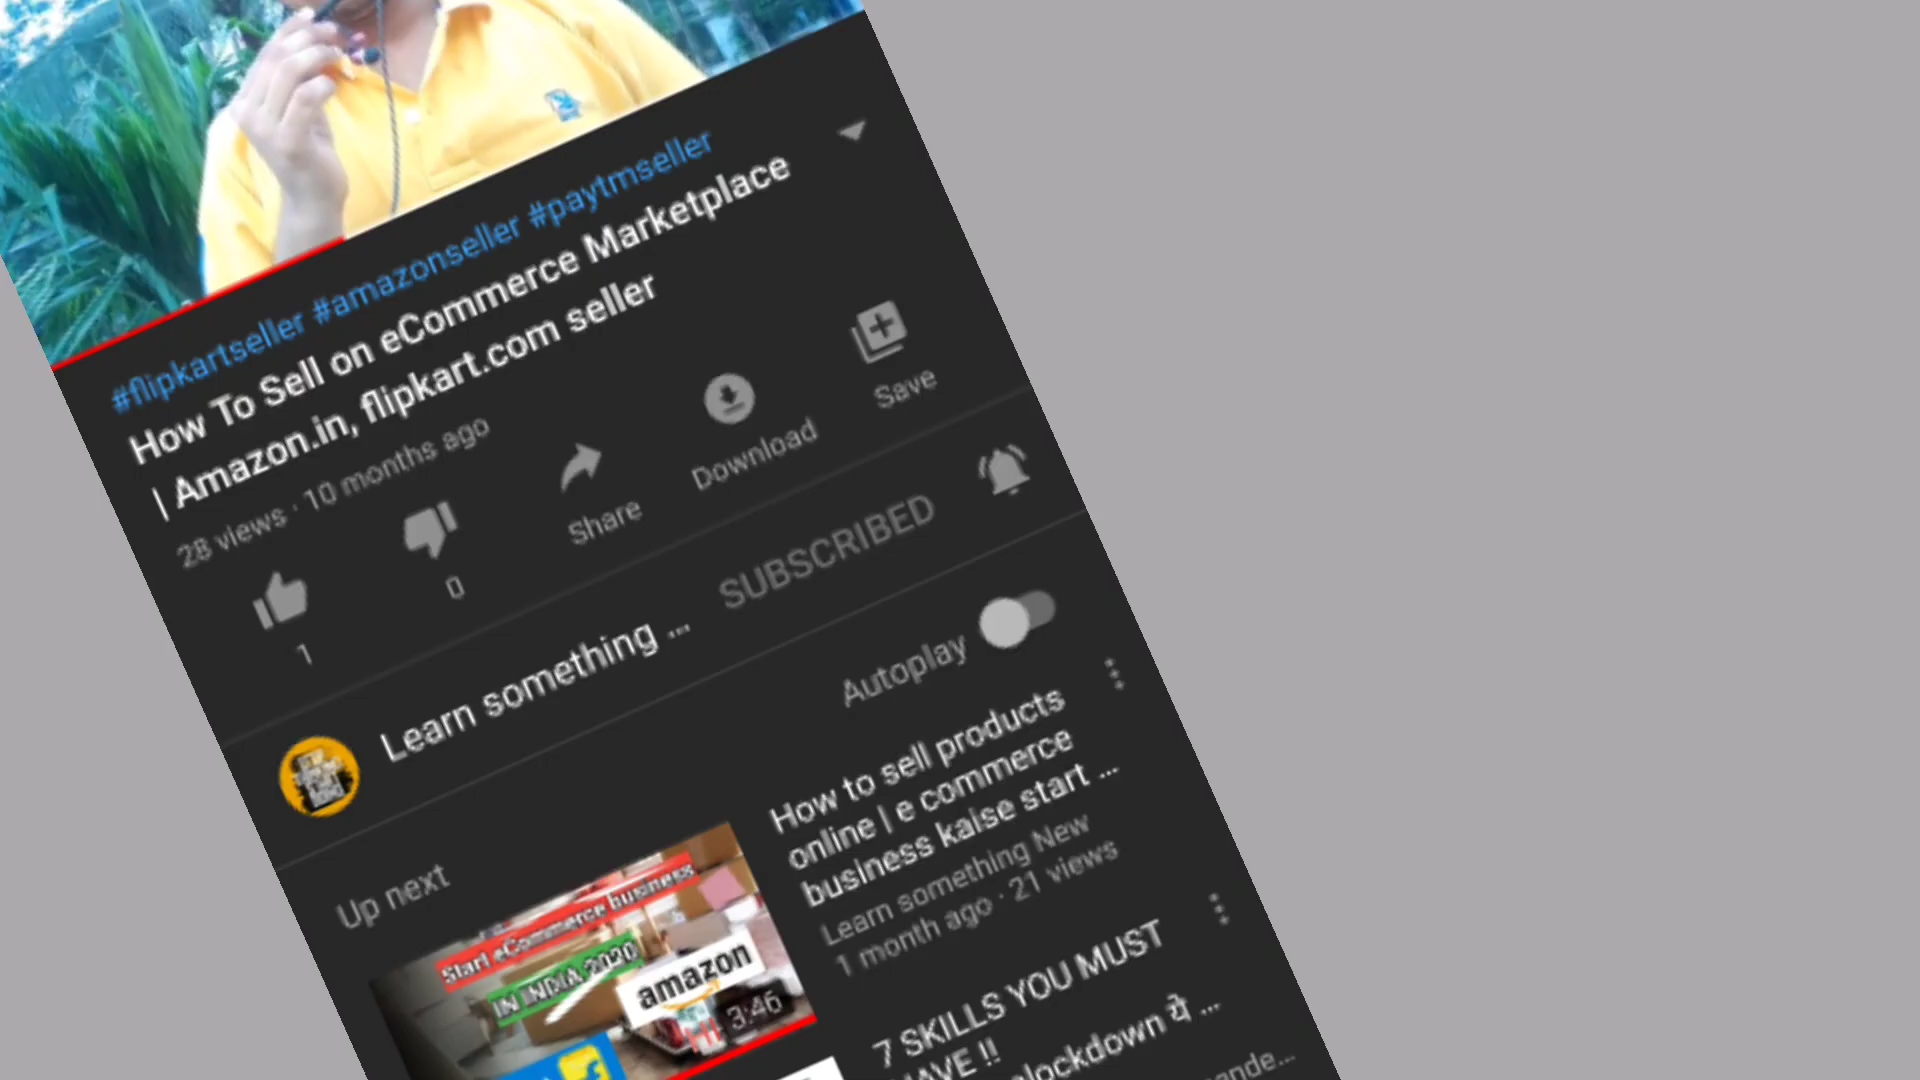 #flipkartseller #amazonseller #paytmseller
How To Sell on eCommerce Marketplace
| Amazon.in, flipkart.com seller
28 views · 10 months ago
1
0
Share
Download
Save
Learn something ...
SUBSCRIBED
Autoplay
Up next
Start eCommerce business
IN INDIA 2020
amazon
3:46
How to sell products
online | e commerce
business kaise start ...
Learn something New
1 month ago · 21 views
7 SKILLS YOU MUST
HAVE !!